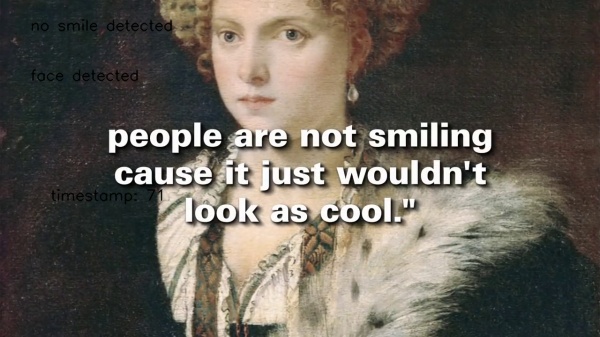 no smile detected
face detected
people are not smiling
cause it just wouldn't
timestamp: 71
look as cool."